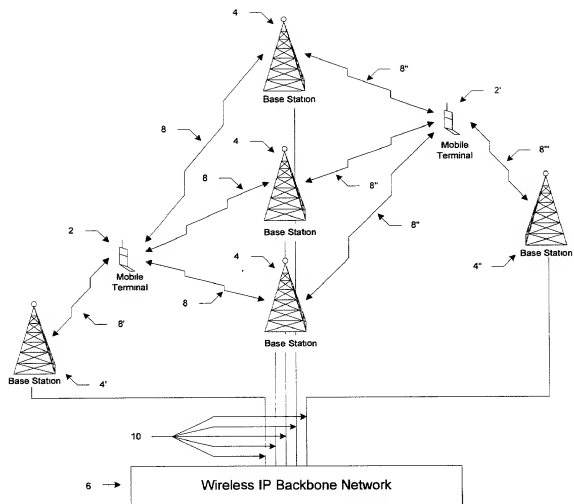 4
Base Station
8"
2'
Mobile
Terminal
8
4
8
8"
8'''
Base Station
8"
4"
Base Station
2
Mobile
Terminal
4
8
8'
Base Station
Base Station
4'
10
6
Wireless IP Backbone Network